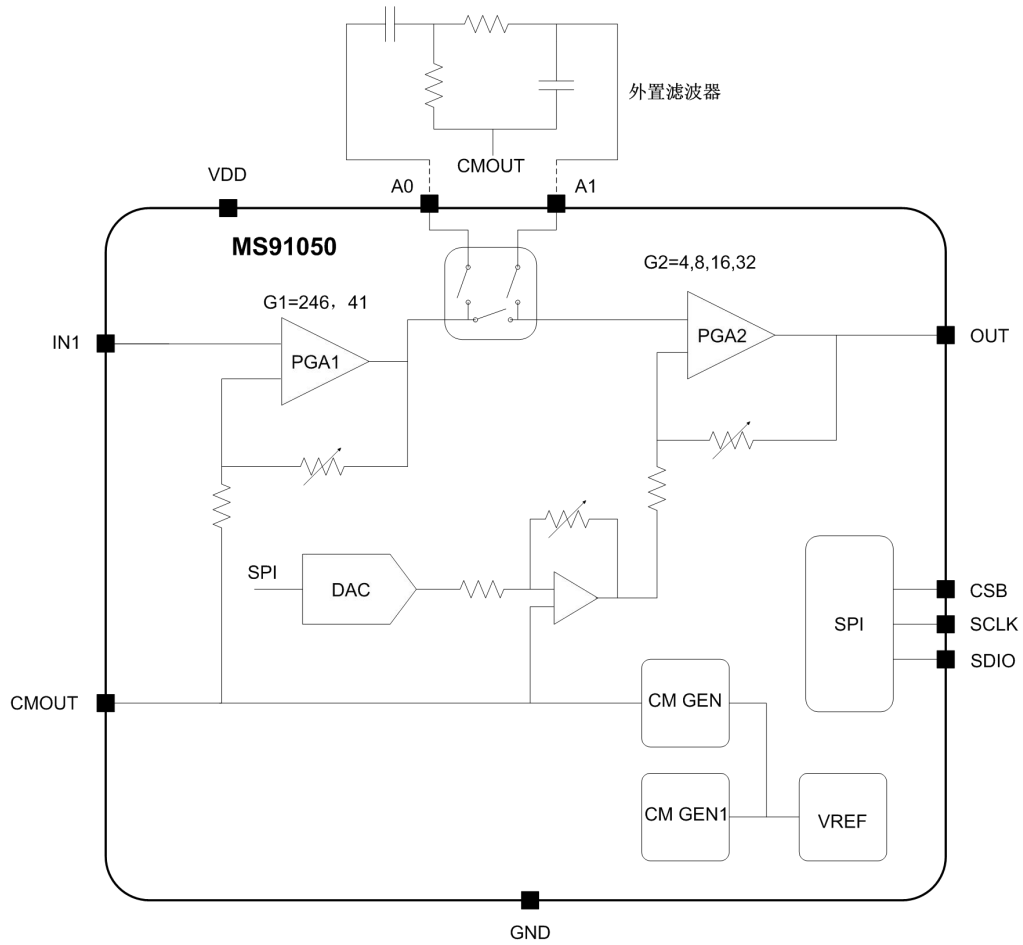 外置滤波器
CMOUT
VDD
A0
A1
MS91050
G2=4,8,16,32
G1=246，41
IN1
PGA1
PGA2
OUT
SPI
DAC
CSB
SPI
SCLK
SDIO
CMOUT
CM GEN
CM GEN1
VREF
GND